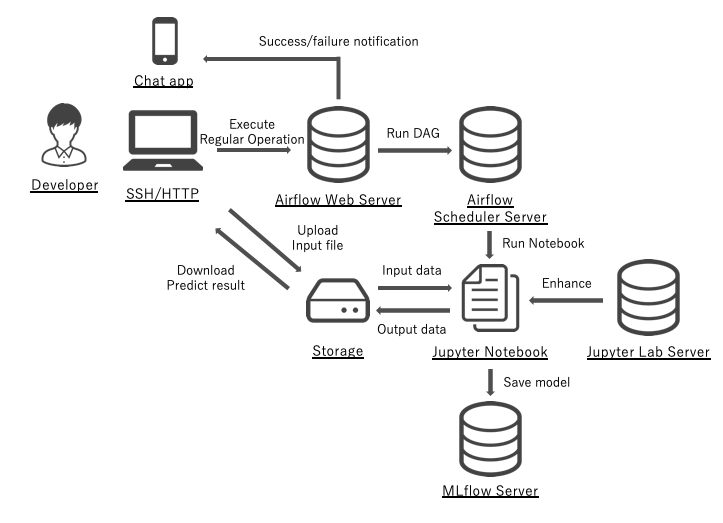 Success/failure notification
Chat app
Execute
Regular Operation
Run DAG
Developer
SSH/HTTP
Airflow Web Server
Airflow
Scheduler Server
Upload
Input file
Run Notebook
Download
Predict result
Input data
Enhance
Output data
Storage
Jupyter Notebook
Jupyter Lab Server
Save model
MLflow Server